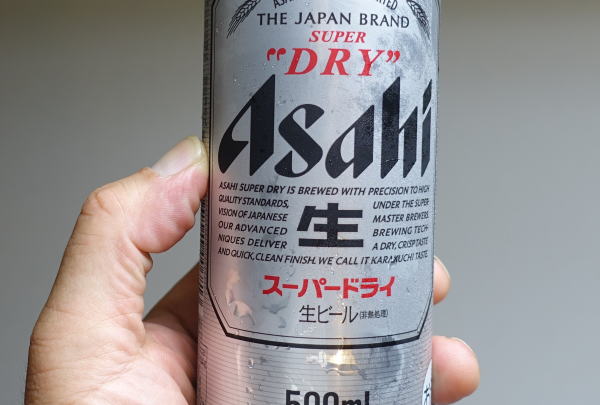 THE JAPAN BRAND
SUPER
"DRY"
Asahi
ASAHI SUPER DRY IS BREWED WITH PRECISION TO HIGH
QUALITY STANDARDS, UNDER THE SUPER-
VISION OF JAPANESE MASTER BREWERS.
OUR ADVANCED BREWING TECH-
NIQUES DELIVER A DRY, CRISP TASTE
AND QUICK, CLEAN FINISH. WE CALL IT KARAKUCHI TASTE.
生
スーパードライ
生ビール(非熱処理)
500ml